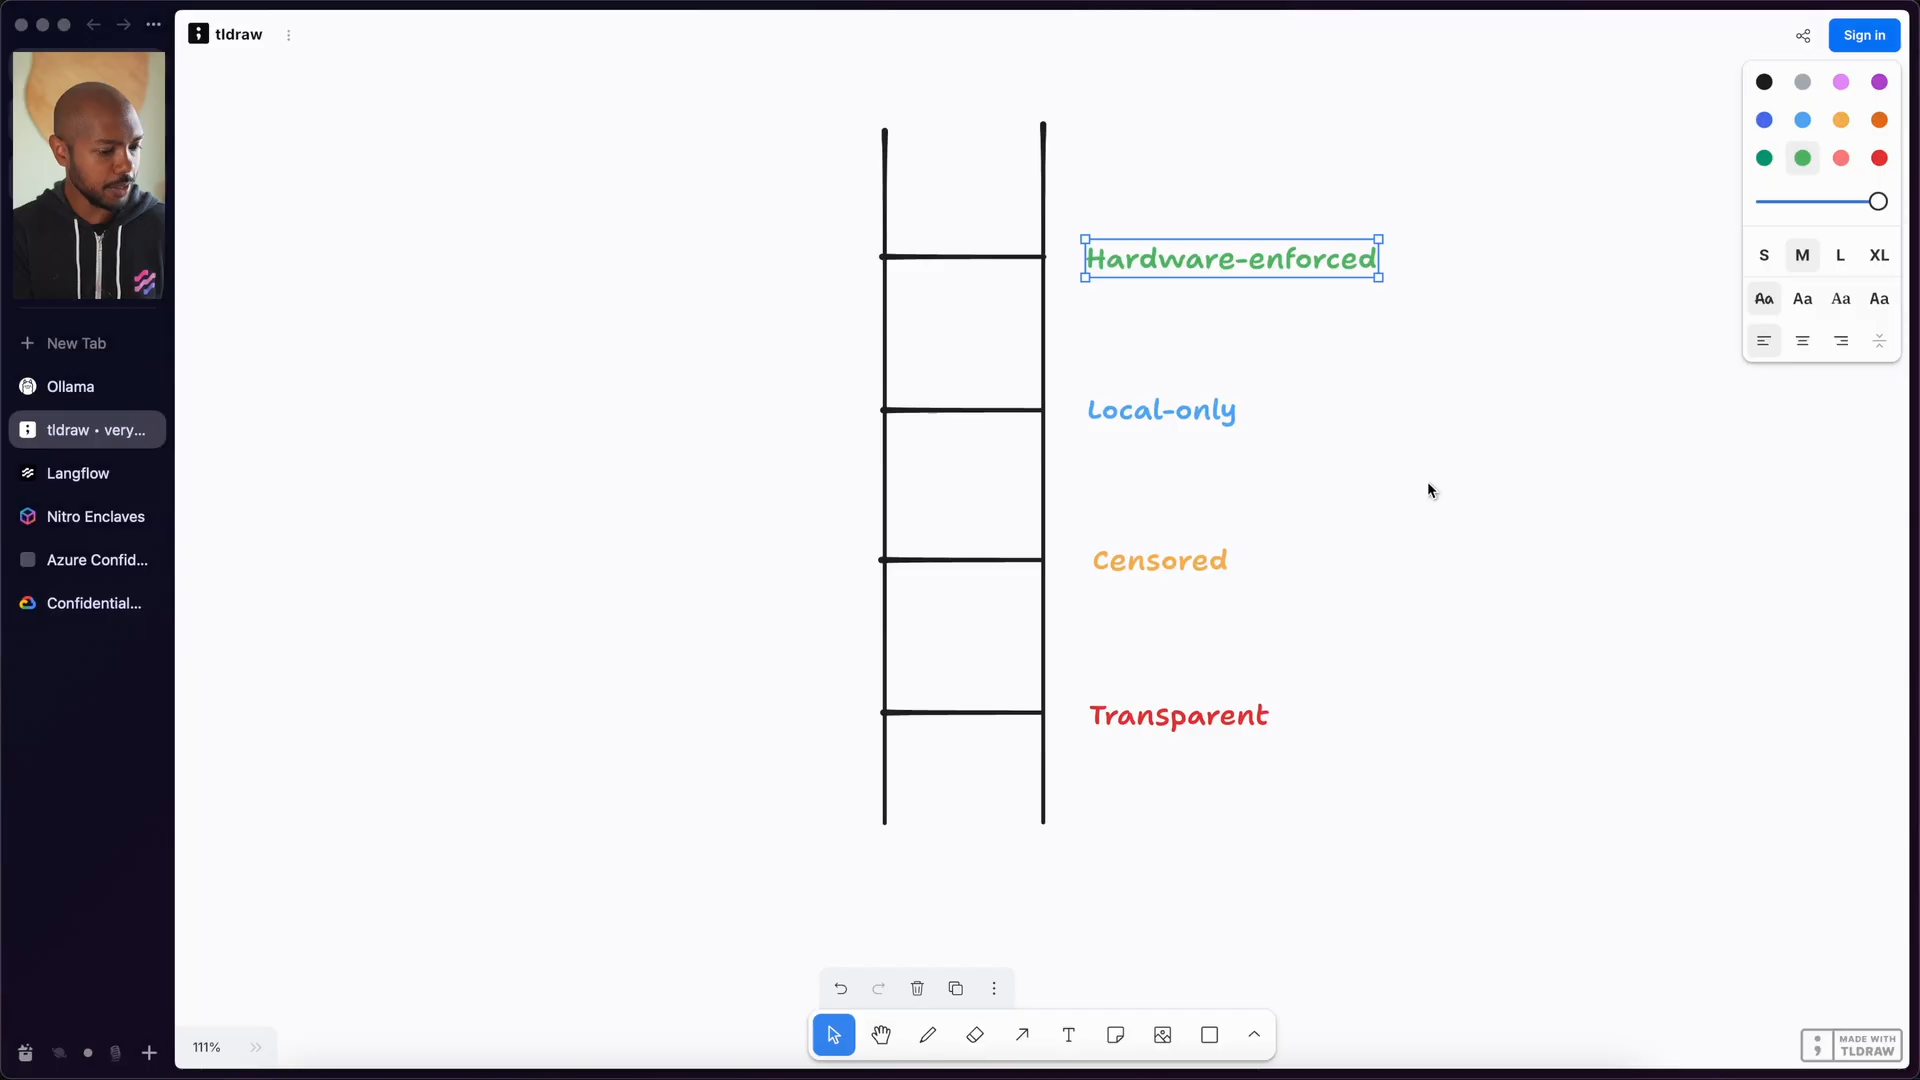 tldraw
Sign in
S M L XL
Aa Aa Aa Aa
New Tab
Ollama
tldraw • very...
Langflow
Nitro Enclaves
Azure Confid...
Confidential...
Hardware-enforced
Local-only
Censored
Transparent
111%
MADE WITH
TLDRAW